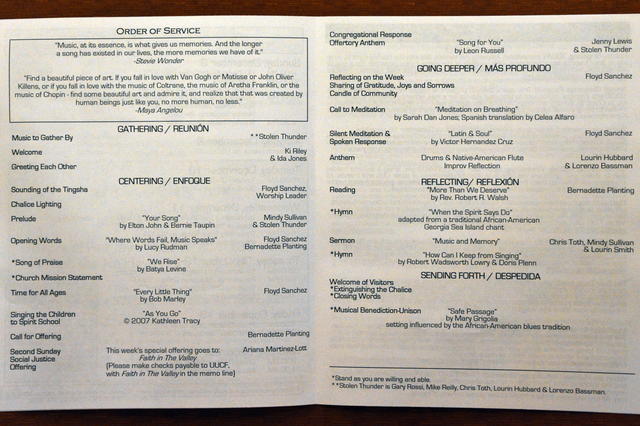 ORDER OF SERVICE
"Music, at its essence, is what gives us memories. And the longer
a song has existed in our lives, the more memories we have of it."
-Stevie Wonder
"Find a beautiful piece of art. If you fall in love with Van Gogh or Matisse or John Oliver
Killens, or if you fall in love with the music of Coltrane, the music of Aretha Franklin, or the
music of Chopin - find some beautiful art and admire it, and realize that that was created by
human beings just like you, no more human, no less."
-Maya Angelou
GATHERING / REUNIÓN
Music to Gather By **Stolen Thunder
Welcome Ki Riley
& Ida Jones
Greeting Each Other
CENTERING / ENFOQUE
Sounding of the Tingsha Floyd Sanchez,
Worship Leader
Chalice Lighting
Prelude "Your Song" Mindy Sullivan
by Elton John & Bernie Taupin & Stolen Thunder
Opening Words "Where Words Fail, Music Speaks" Floyd Sanchez
by Lucy Rudman Bernadette Planting
*Song of Praise "We Rise"
by Batya Levine
*Church Mission Statement
Time for All Ages "Every Little Thing" Floyd Sanchez
by Bob Marley
Singing the Children "As You Go"
to Spirit School © 2007 Kathleen Tracy
Call for Offering Bernadette Planting
Second Sunday This week's special offering goes to: Ariana Martinez-Lott
Social Justice Faith in The Valley
Offering (Please make checks payable to UUCF,
with Faith in The Valley in the memo line)
Congregational Response
Offertory Anthem "Song for You" Jenny Lewis
by Leon Russell & Stolen Thunder
GOING DEEPER / MÁS PROFUNDO
Reflecting on the Week Floyd Sanchez
Sharing of Gratitude, Joys and Sorrows
Candle of Community
Call to Meditation "Meditation on Breathing"
by Sarah Dan Jones; Spanish translation by Celea Alfaro
Silent Meditation & "Latin & Soul" Floyd Sanchez
Spoken Response by Victor Hernandez Cruz
Anthem Drums & Native-American Flute Lourin Hubbard
Improv Reflection & Lorenzo Bassman
REFLECTING/ REFLEXIÓN
Reading "More Than We Deserve" Bernadette Planting
by Rev. Robert R. Walsh
*Hymn "When the Spirit Says Do"
adapted from a traditional African-American
Georgia Sea Island chant
Sermon "Music and Memory" Chris Toth, Mindy Sullivan
& Lourin Smith
*Hymn "How Can I Keep from Singing"
by Robert Wadsworth Lowry & Doris Plenn
SENDING FORTH / DESPEDIDA
Welcome of Visitors
*Extinguishing the Chalice
*Closing Words
*Musical Benediction-Unison "Safe Passage"
by Mary Grigolia
setting influenced by the African-American blues tradition
*Stand as you are willing and able.
**Stolen Thunder is Gary Rossi, Mike Reilly, Chris Toth, Lourin Hubbard & Lorenzo Bassman.